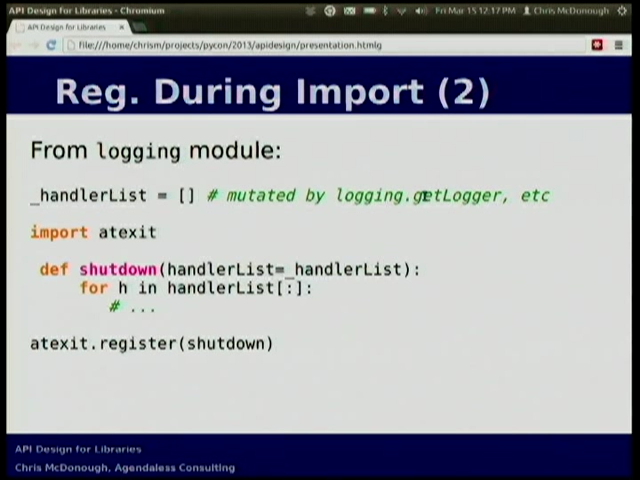 API Design for Libraries - Chromium
Fri Mar 15 12:17 PM Chris McDonough
API Design for Libraries
file:///home/chrism/projects/pycon/2013/apidesign/presentation.html
Reg. During Import (2)
From logging module:
_handlerList = [] # mutated by logging.getLogger, etc
import atexit
def shutdown(handlerList=_handlerList):
for h in handlerList[:]:
# ...
atexit.register(shutdown)
API Design for Libraries
Chris McDonough, Agendaless Consulting